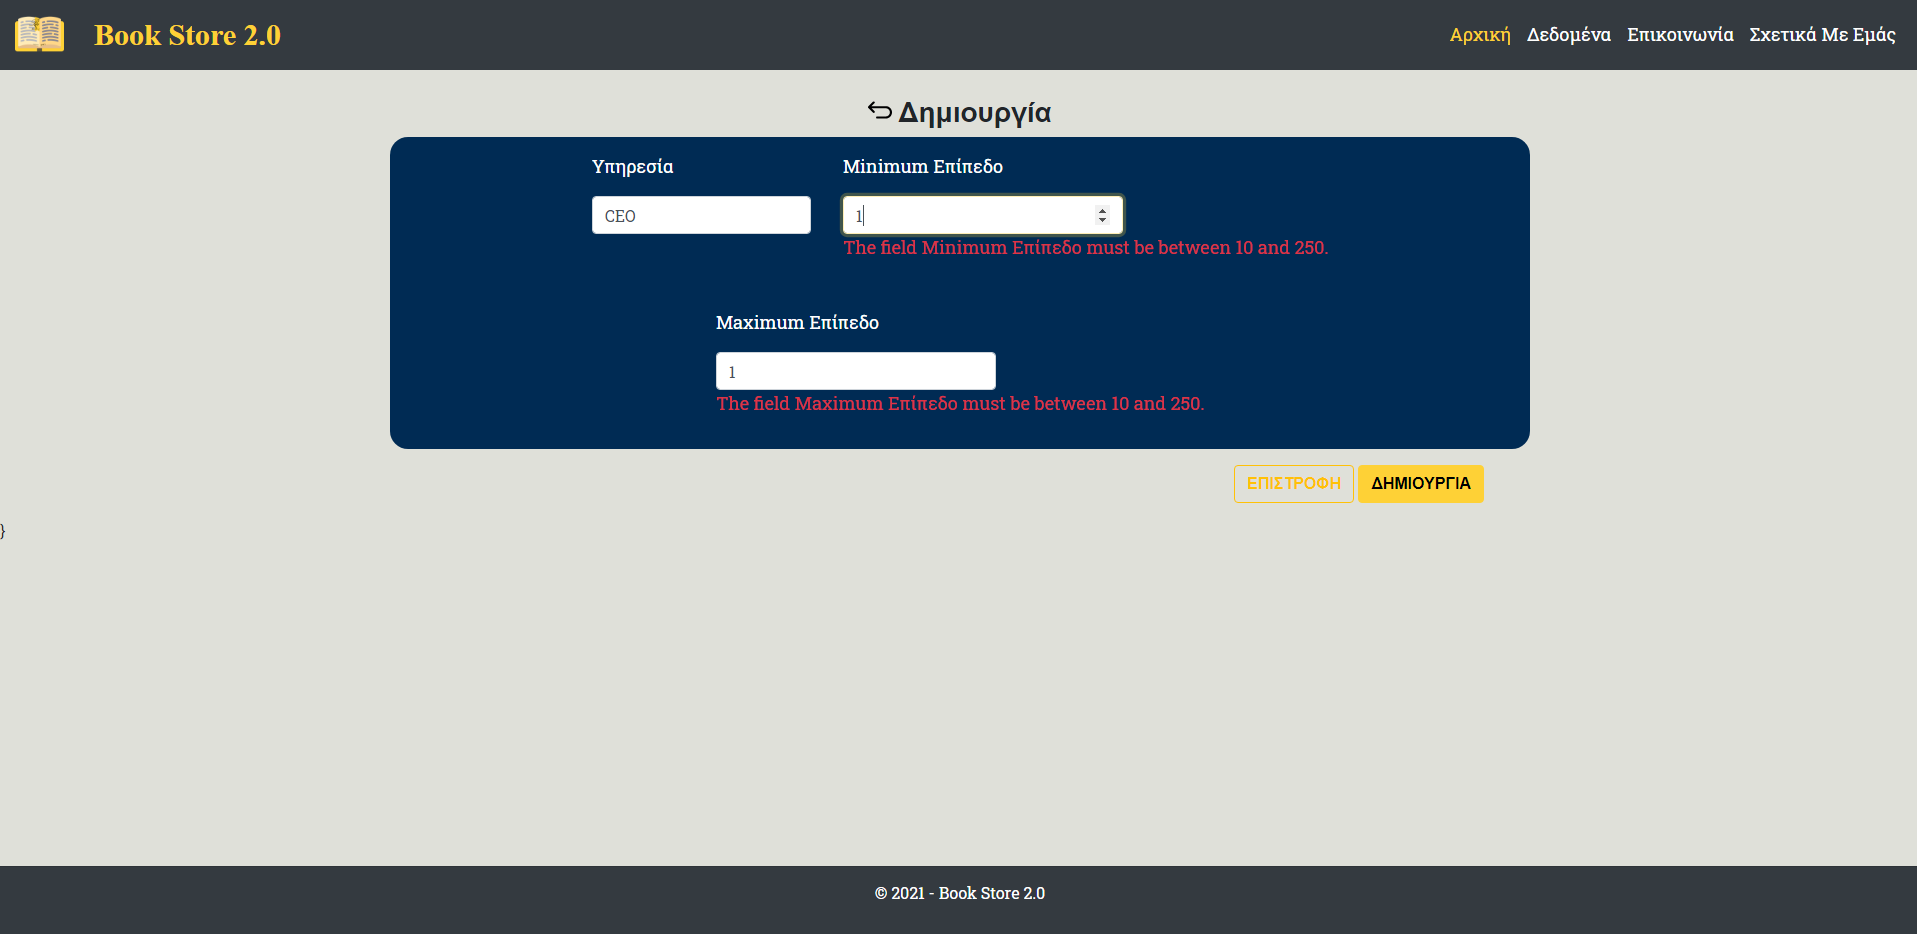 Book Store 2.0
Αρχική Δεδομένα Επικοινωνία Σχετικά Με Εμάς
Δημιουργία
Υπηρεσία Minimum Επίπεδο
CEO 1
The field Minimum Επίπεδο must be between 10 and 250.
Maximum Επίπεδο
1
The field Maximum Επίπεδο must be between 10 and 250.
ΕΠΙΣΤΡΟΦΗ ΔΗΜΙΟΥΡΓΙΑ
}
© 2021 - Book Store 2.0